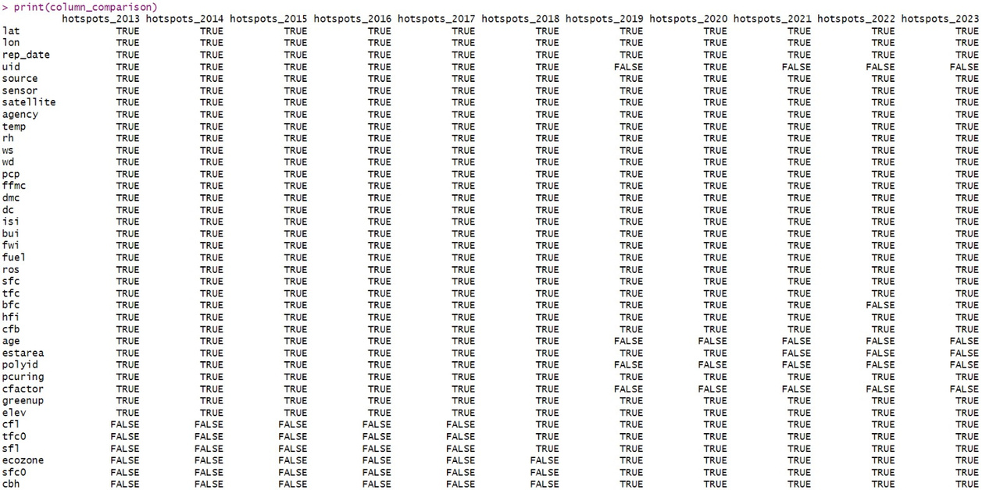 > print(column_comparison)
hotspots_2013 hotspots_2014 hotspots_2015 hotspots_2016 hotspots_2017 hotspots_2018 hotspots_2019 hotspots_2020 hotspots_2021 hotspots_2022 hotspots_2023
lat TRUE TRUE TRUE TRUE TRUE TRUE TRUE TRUE TRUE TRUE TRUE
lon TRUE TRUE TRUE TRUE TRUE TRUE TRUE TRUE TRUE TRUE TRUE
rep_date TRUE TRUE TRUE TRUE TRUE TRUE TRUE TRUE TRUE TRUE TRUE
uid TRUE TRUE TRUE TRUE TRUE TRUE FALSE TRUE FALSE FALSE FALSE
source TRUE TRUE TRUE TRUE TRUE TRUE TRUE TRUE TRUE TRUE TRUE
sensor TRUE TRUE TRUE TRUE TRUE TRUE TRUE TRUE TRUE TRUE TRUE
satellite TRUE TRUE TRUE TRUE TRUE TRUE TRUE TRUE TRUE TRUE TRUE
agency TRUE TRUE TRUE TRUE TRUE TRUE TRUE TRUE TRUE TRUE TRUE
temp TRUE TRUE TRUE TRUE TRUE TRUE TRUE TRUE TRUE TRUE TRUE
rh TRUE TRUE TRUE TRUE TRUE TRUE TRUE TRUE TRUE TRUE TRUE
ws TRUE TRUE TRUE TRUE TRUE TRUE TRUE TRUE TRUE TRUE TRUE
wd TRUE TRUE TRUE TRUE TRUE TRUE TRUE TRUE TRUE TRUE TRUE
pcp TRUE TRUE TRUE TRUE TRUE TRUE TRUE TRUE TRUE TRUE TRUE
ffmc TRUE TRUE TRUE TRUE TRUE TRUE TRUE TRUE TRUE TRUE TRUE
dmc TRUE TRUE TRUE TRUE TRUE TRUE TRUE TRUE TRUE TRUE TRUE
dc TRUE TRUE TRUE TRUE TRUE TRUE TRUE TRUE TRUE TRUE TRUE
isi TRUE TRUE TRUE TRUE TRUE TRUE TRUE TRUE TRUE TRUE TRUE
bui TRUE TRUE TRUE TRUE TRUE TRUE TRUE TRUE TRUE TRUE TRUE
fwi TRUE TRUE TRUE TRUE TRUE TRUE TRUE TRUE TRUE TRUE TRUE
fuel TRUE TRUE TRUE TRUE TRUE TRUE TRUE TRUE TRUE TRUE TRUE
ros TRUE TRUE TRUE TRUE TRUE TRUE TRUE TRUE TRUE TRUE TRUE
sfc TRUE TRUE TRUE TRUE TRUE TRUE TRUE TRUE TRUE TRUE TRUE
tfc TRUE TRUE TRUE TRUE TRUE TRUE TRUE TRUE TRUE TRUE TRUE
bfc TRUE TRUE TRUE TRUE TRUE TRUE TRUE TRUE TRUE FALSE TRUE
hfi TRUE TRUE TRUE TRUE TRUE TRUE TRUE TRUE TRUE TRUE TRUE
cfb TRUE TRUE TRUE TRUE TRUE TRUE TRUE TRUE TRUE TRUE TRUE
age TRUE TRUE TRUE TRUE TRUE TRUE FALSE FALSE FALSE FALSE FALSE
estarea TRUE TRUE TRUE TRUE TRUE TRUE TRUE TRUE FALSE FALSE FALSE
polyid TRUE TRUE TRUE TRUE TRUE TRUE FALSE FALSE FALSE FALSE FALSE
pcuring TRUE TRUE TRUE TRUE TRUE TRUE TRUE TRUE TRUE TRUE TRUE
cfactor TRUE TRUE TRUE TRUE TRUE TRUE FALSE FALSE FALSE FALSE FALSE
greenup TRUE TRUE TRUE TRUE TRUE TRUE TRUE TRUE TRUE TRUE TRUE
elev TRUE TRUE TRUE TRUE TRUE TRUE TRUE TRUE TRUE TRUE TRUE
cfl FALSE FALSE FALSE FALSE FALSE TRUE TRUE TRUE TRUE TRUE TRUE
tfc0 FALSE FALSE FALSE FALSE FALSE TRUE TRUE TRUE TRUE TRUE TRUE
sfl FALSE FALSE FALSE FALSE FALSE TRUE TRUE TRUE TRUE TRUE TRUE
ecozone FALSE FALSE FALSE FALSE FALSE FALSE TRUE TRUE TRUE TRUE TRUE
sfc0 FALSE FALSE FALSE FALSE FALSE FALSE TRUE TRUE TRUE TRUE TRUE
cbh FALSE FALSE FALSE FALSE FALSE FALSE TRUE TRUE TRUE TRUE TRUE